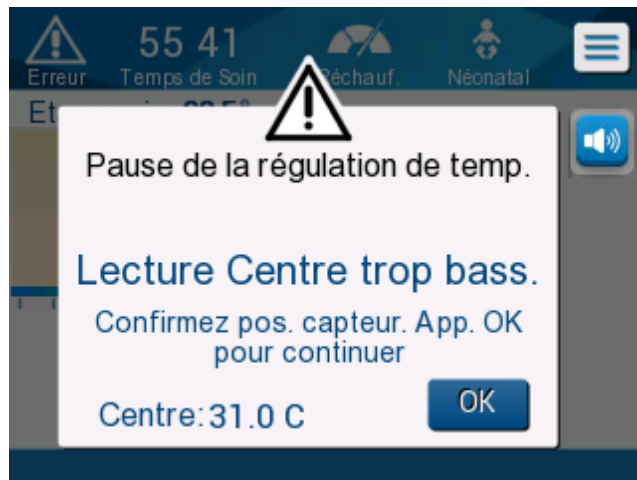 55 41
Erreur Temps de Soin Réchauf. Néonatal
Et
Pause de la régulation de temp.
Lecture Centre trop bass.
Confirmez pos. capteur. App. OK
pour continuer
Centre: 31.0 C
OK